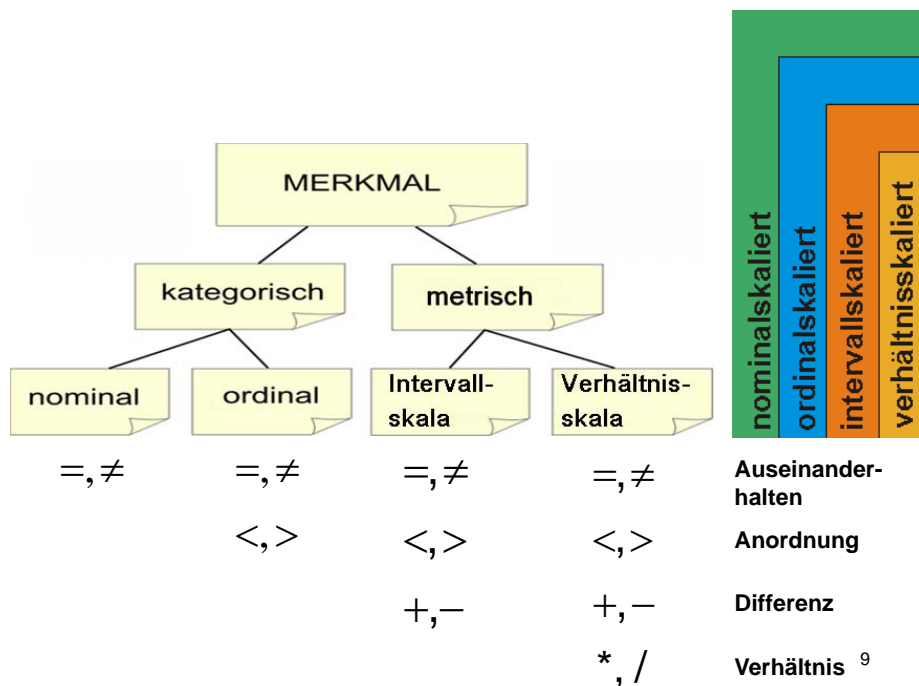 MERKMAL
kategorisch
metrisch
nominal
ordinal
Intervall-
skala
Verhältnis-
skala
nominalskaliert
ordinalskaliert
intervallskaliert
verhältnisskaliert
=,≠ =,≠ =,≠ =,≠ Auseinander-
halten
<,> <,> <,> Anordnung
+,− +,− Differenz
*, / Verhältnis 9